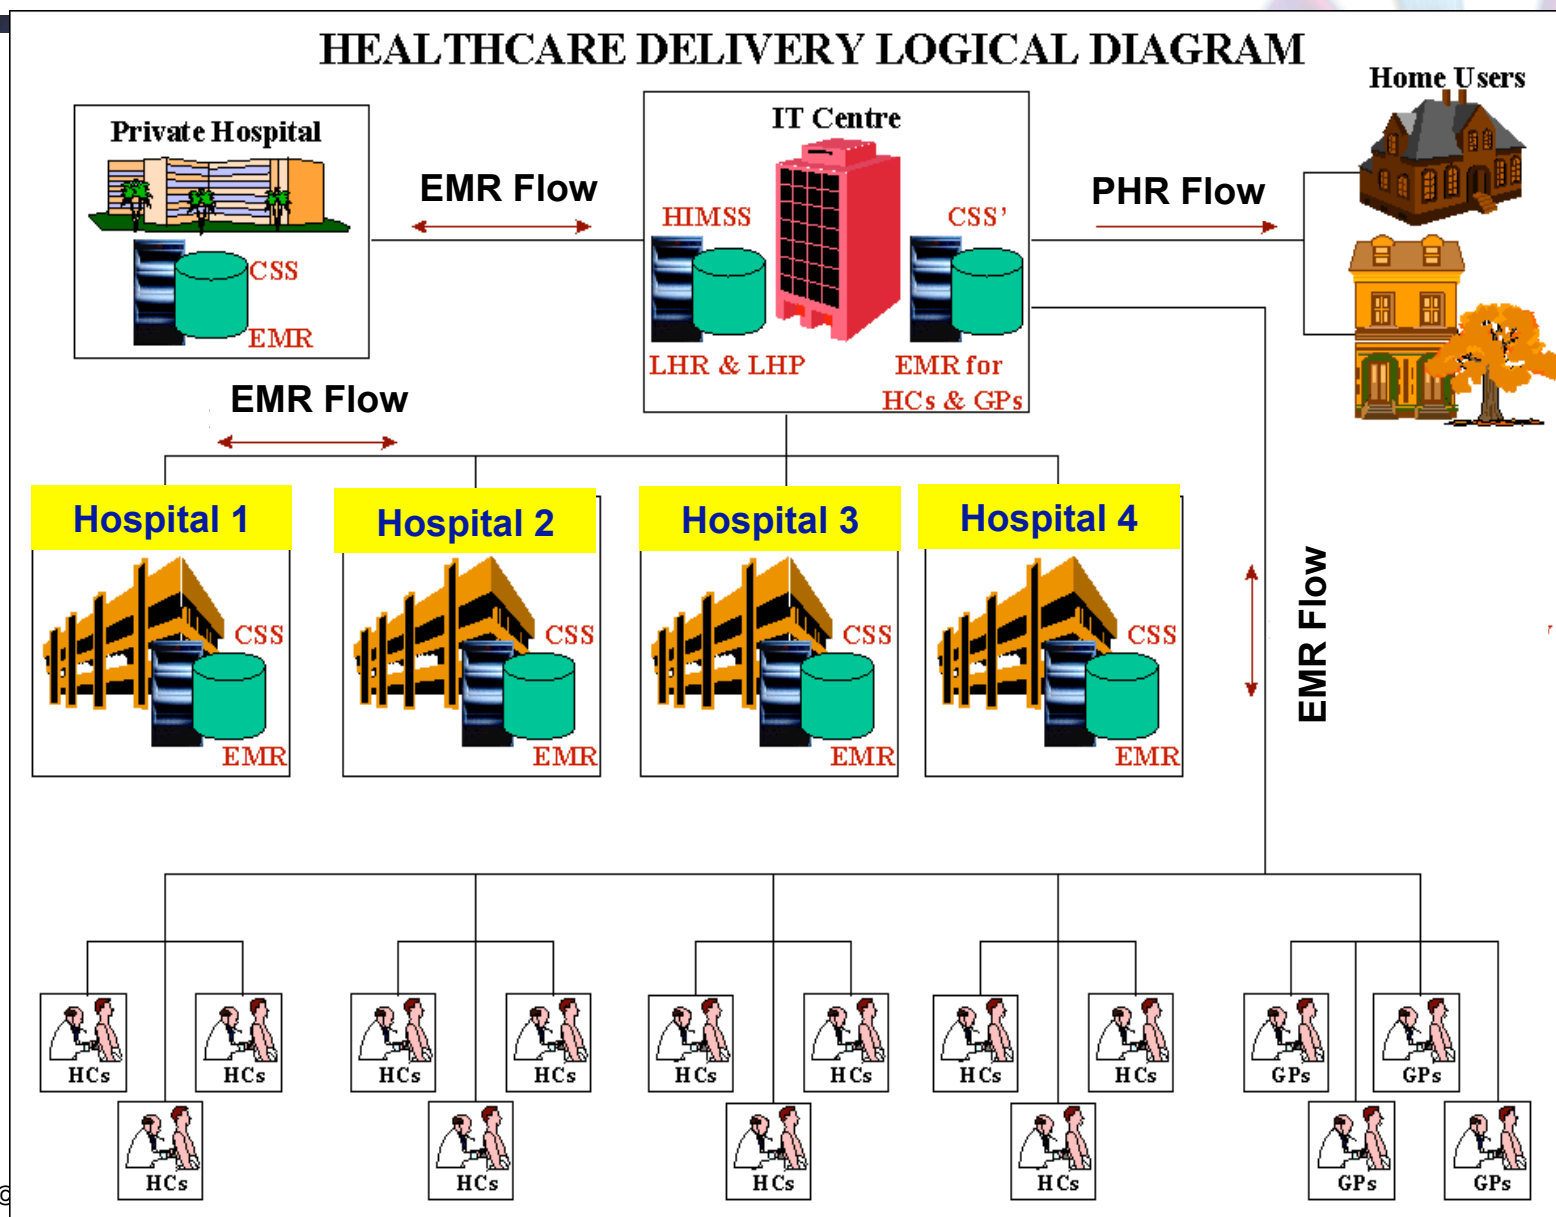 HEALTHCARE DELIVERY LOGICAL DIAGRAM
Home Users
Private Hospital
IT Centre
EMR Flow
PHR Flow
HIMSS
CSS'
CSS
EMR
LHR & LHP
EMR for
HCs & GPs
EMR Flow
Hospital 1
Hospital 2
Hospital 3
Hospital 4
CSS
CSS
CSS
CSS
EMR
EMR
EMR
EMR
EMR Flow
HCs
HCs
HCs
HCs
HCs
HCs
HCs
HCs
GPs
GPs
HCs
HCs
HCs
HCs
GPs
GPs